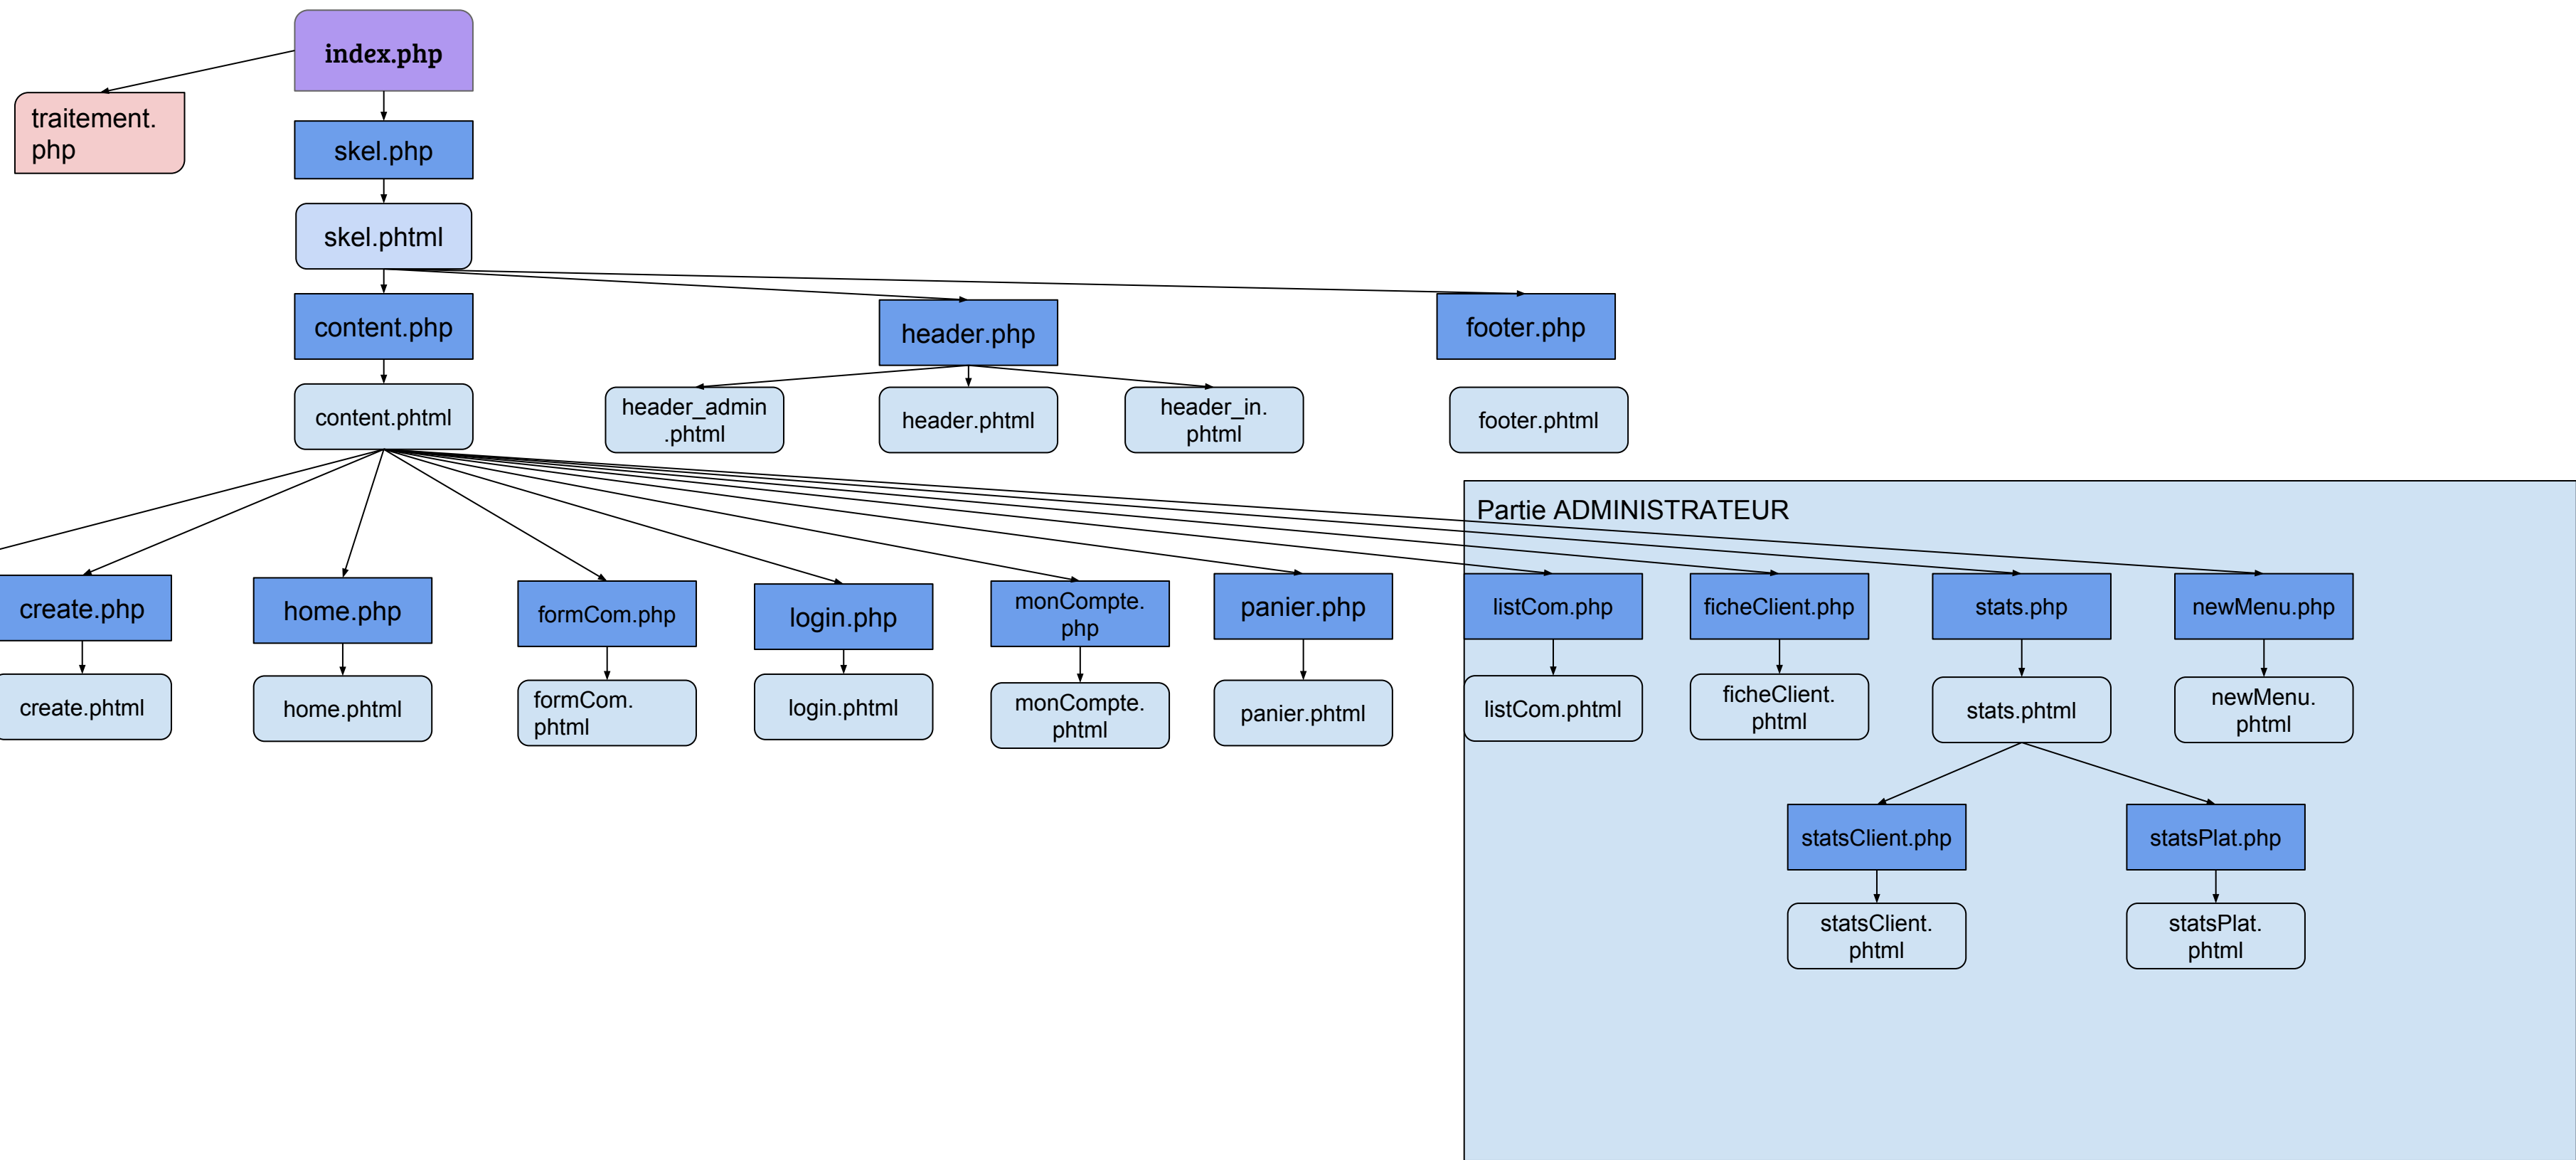 index.php
traitement.
php
skel.php
skel.phtml
content.php
header.php
footer.php
content.phtml
header_admin
.phtml
header.phtml
header_in.
phtml
footer.phtml
Partie ADMINISTRATEUR
create.php
home.php
formCom.php
login.php
monCompte.
php
panier.php
listCom.php
ficheClient.php
stats.php
newMenu.php
create.phtml
home.phtml
formCom.
phtml
login.phtml
monCompte.
phtml
panier.phtml
listCom.phtml
ficheClient.
phtml
stats.phtml
newMenu.
phtml
statsClient.php
statsPlat.php
statsClient.
phtml
statsPlat.
phtml